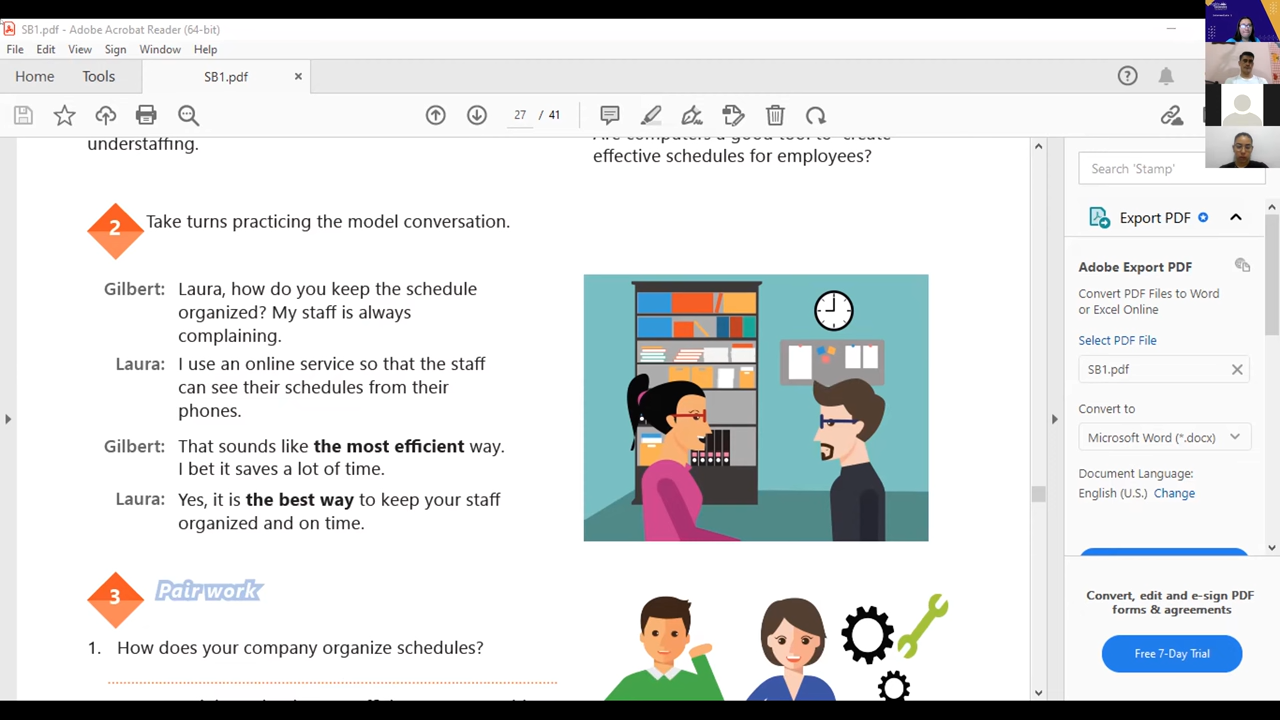 SB1.pdf - Adobe Acrobat Reader (64-bit)
File Edit View Sign Window Help
Home Tools SB1.pdf ×
27 / 41
understaffing.
Are computers a good tool to create
effective schedules for employees?
2 Take turns practicing the model conversation.
Gilbert: Laura, how do you keep the schedule
organized? My staff is always
complaining.
Laura: I use an online service so that the staff
can see their schedules from their
phones.
Gilbert: That sounds like the most efficient way.
I bet it saves a lot of time.
Laura: Yes, it is the best way to keep your staff
organized and on time.
3 Pair work
1. How does your company organize schedules?
Search 'Stamp'
Export PDF
Adobe Export PDF
Convert PDF Files to Word
or Excel Online
Select PDF File
SB1.pdf
Convert to
Microsoft Word (*.docx)
Document Language:
English (U.S.) Change
Convert, edit and e-sign PDF
forms & agreements
Free 7-Day Trial